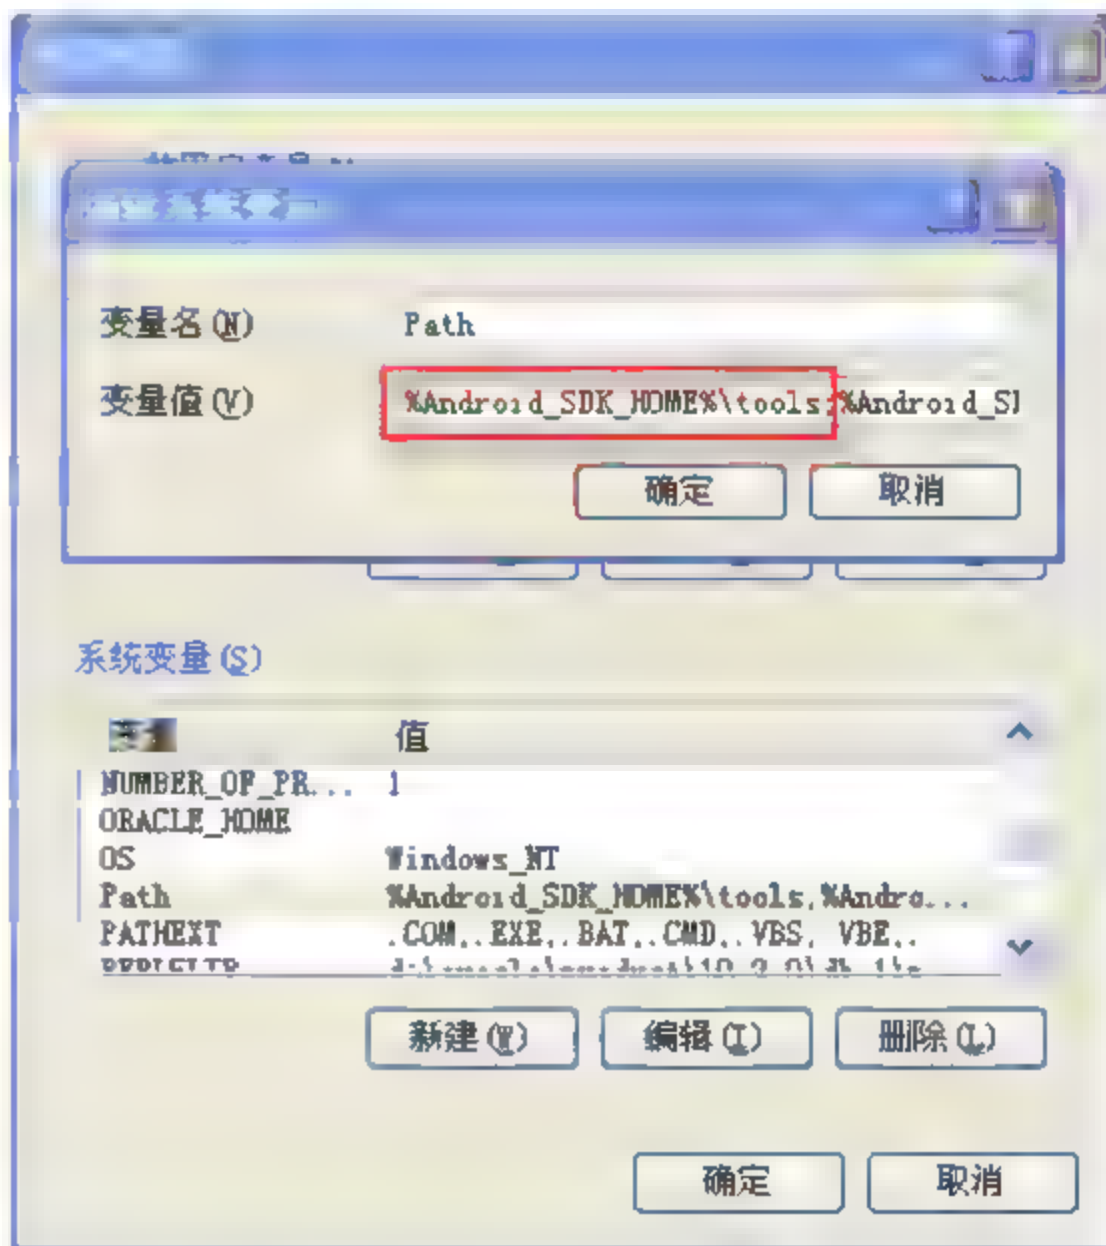 变量名(N) Path
变量值(V) %Android_SDK_HOME%\tools;%Android_S
确定 取消
系统变量(S)
值
NUMBER_OF_PR... 1
ORACLE_HOME
OS Windows_NT
Path %Android_SDK_HOME%\tools;%Andro...
PATHEXT .COM;.EXE;.BAT;.CMD;.VBS;.VBE;.
新建(W) 编辑(I) 删除(L)
确定 取消